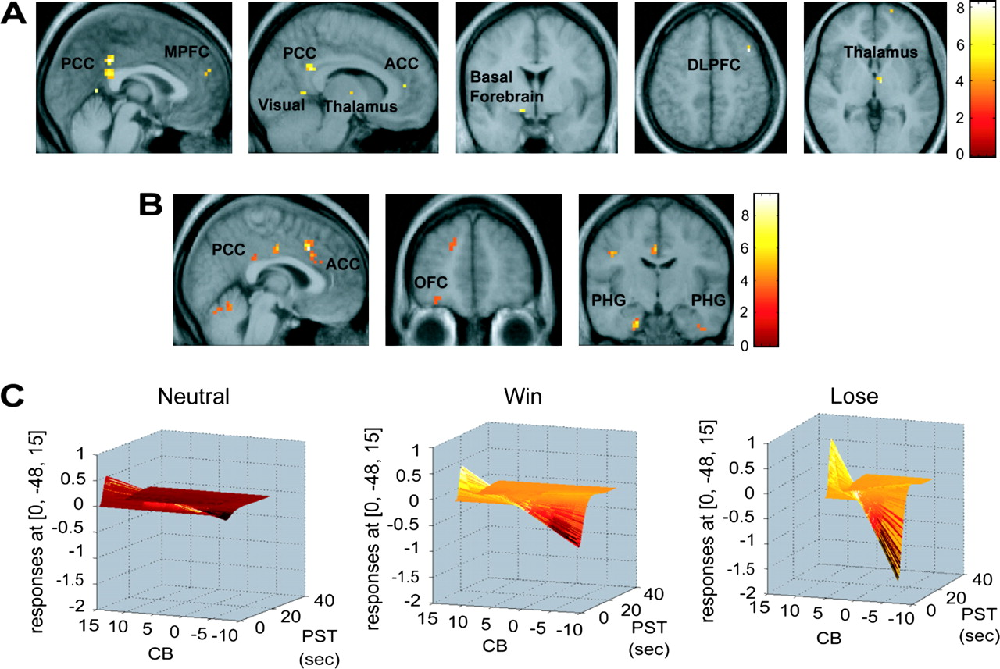 A
PCC MPFC
PCC ACC
Visual Thalamus
Basal
Forebrain
DLPFC
Thalamus
8
6
4
2
0
B
PCC ACC
OFC
PHG PHG
8
6
4
2
0
C
Neutral Win Lose
responses at [0, -48, 15]
1
0.5
0
-0.5
-1
-1.5
-2
15 10 5 0 -5 -10
CB
0 20 40
PST
(sec)
responses at [0, -48, 15]
1
0.5
0
-0.5
-1
-1.5
-2
15 10 5 0 -5 -10
CB
0 20 40
PST
(sec)
responses at [0, -48, 15]
1
0.5
0
-0.5
-1
-1.5
-2
15 10 5 0 -5 -10
CB
0 20 40
PST
(sec)